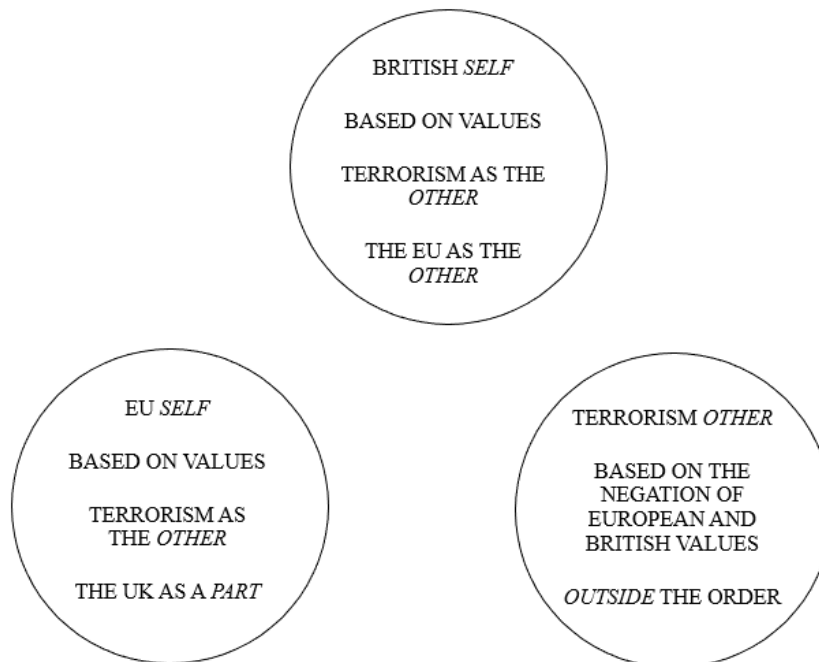 BRITISH SELF
BASED ON VALUES
TERRORISM AS THE
OTHER
THE EU AS THE
OTHER
EU SELF
BASED ON VALUES
TERRORISM AS
THE OTHER
THE UK AS A PART
TERRORISM OTHER
BASED ON THE
NEGATION OF
EUROPEAN AND
BRITISH VALUES
OUTSIDE THE ORDER